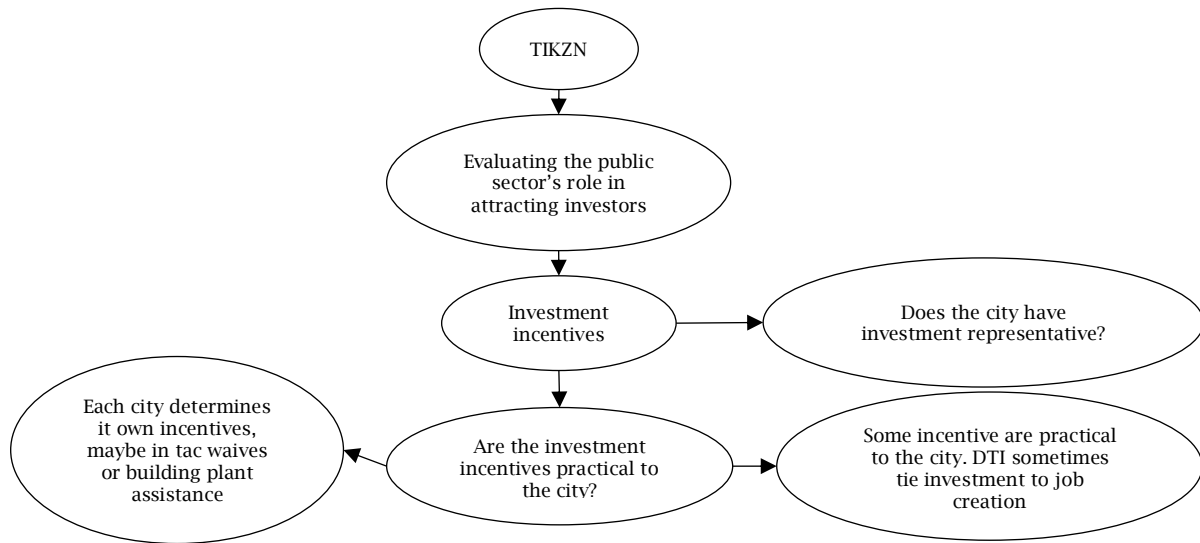 TIKZN
Evaluating the public
sector's role in
attracting investors
Investment
incentives
Does the city have
investment representative?
Each city determines
it own incentives,
maybe in tac waives
or building plant
assistance
Are the investment
incentives practical to
the city?
Some incentive are practical
to the city. DTI sometimes
tie investment to job
creation